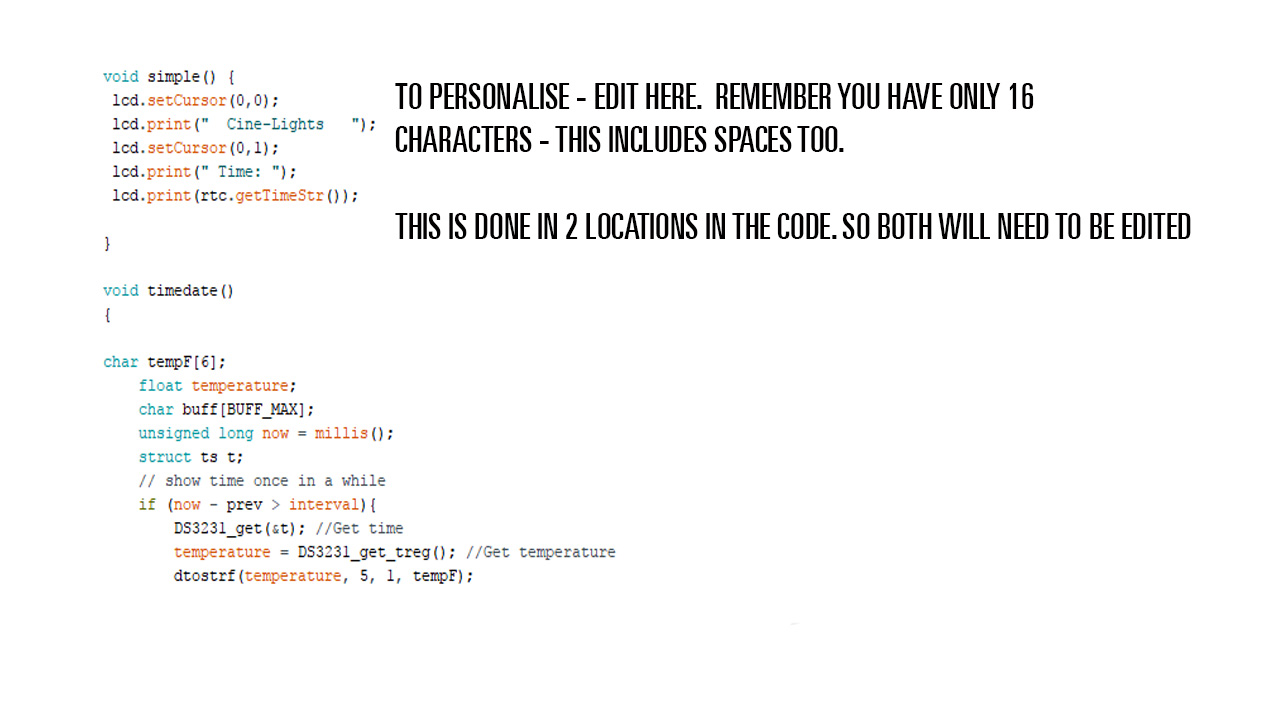 void simple() {
lcd.setCursor(0,0);
lcd.print("  Cine-Lights   ");
lcd.setCursor(0,1);
lcd.print(" Time: ");
lcd.print(rtc.getTimeStr());
}
TO PERSONALISE - EDIT HERE.  REMEMBER YOU HAVE ONLY 16
CHARACTERS - THIS INCLUDES SPACES TOO.
THIS IS DONE IN 2 LOCATIONS IN THE CODE. SO BOTH WILL NEED TO BE EDITED
void timedate()
{
char tempF[6];
float temperature;
char buff[BUFF_MAX];
unsigned long now = millis();
struct ts t;
// show time once in a while
if (now - prev > interval){
DS3231_get(&t); //Get time
temperature = DS3231_get_treg(); //Get temperature
dtostrf(temperature, 5, 1, tempF);